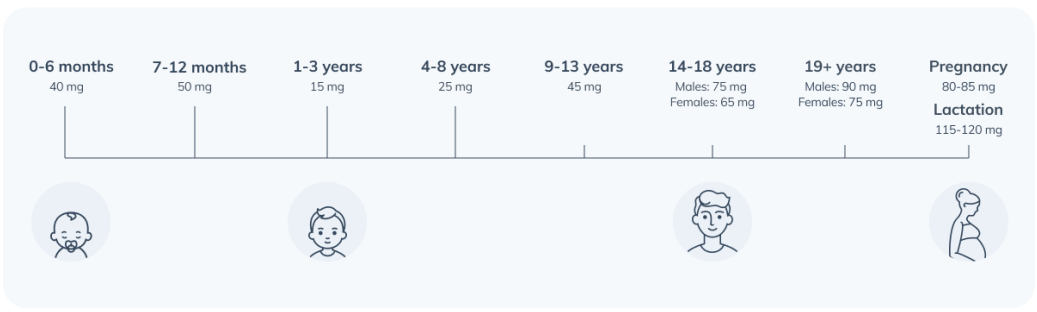 0-6 months
40 mg
7-12 months
50 mg
1-3 years
15 mg
4-8 years
25 mg
9-13 years
45 mg
14-18 years
Males: 75 mg
Females: 65 mg
19+ years
Males: 90 mg
Females: 75 mg
Pregnancy
80-85 mg
Lactation
115-120 mg